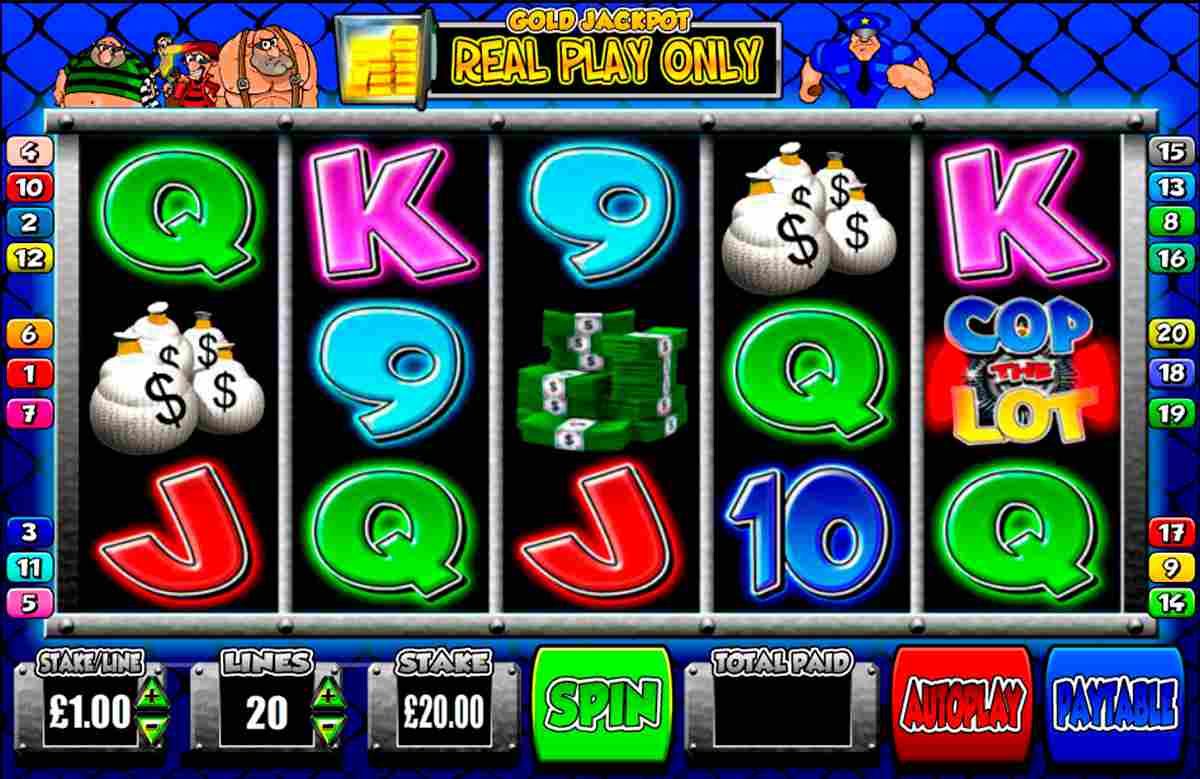 GOLD JACKPOT
REAL PLAY ONLY
4
10
2
12
6
1
7
3
11
5
Q K 9 $ $ $ $ K
$ $ $ $ 9 $ $ $ $ $ $ $ Q COP THE LOT
J Q J 10 Q
15
13
8
16
20
18
19
17
9
14
STAKE/LINE
£1.00
+
-
LINES
20
+
-
STAKE
£20.00
SPIN
TOTAL PAID
AUTOPLAY
PAYTABLE